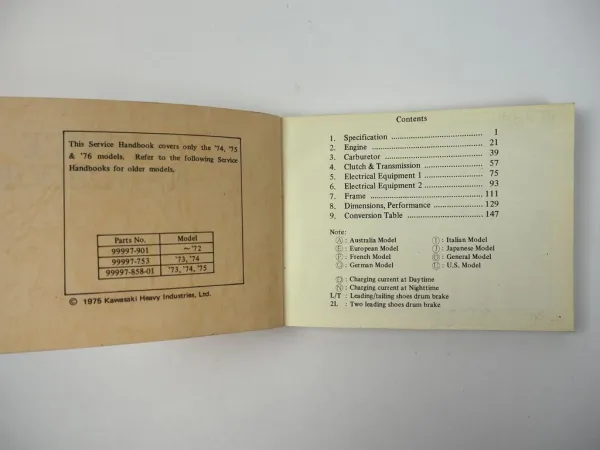 This Service Handbook covers only the '74, '75
& '76 models. Refer to the following Service
Handbooks for older models.
Parts No. Model
99997-901 ~'72
99997-753 '73, '74
99997-858-01 '73, '74, '75
© 1975 Kawasaki Heavy Industries, Ltd.
Contents
1. Specification ........................................ 1
2. Engine ........................................ 21
3. Carburetor ........................................ 39
4. Clutch & Transmission ........................................ 57
5. Electrical Equipment 1 ........................................ 75
6. Electrical Equipment 2 ........................................ 93
7. Frame ........................................ 111
8. Dimensions, Performance ........................................ 129
9. Conversion Table ........................................ 147
Note:
Ⓐ : Australia Model Ⓘ : Italian Model
Ⓔ : European Model Ⓙ : Japanese Model
Ⓕ : French Model Ⓞ : General Model
Ⓖ : German Model Ⓤ : U.S. Model
Ⓓ : Charging current at Daytime
Ⓝ : Charging current at Nighttime
L/T : Leading/tailing shoes drum brake
2L : Two leading shoes drum brake